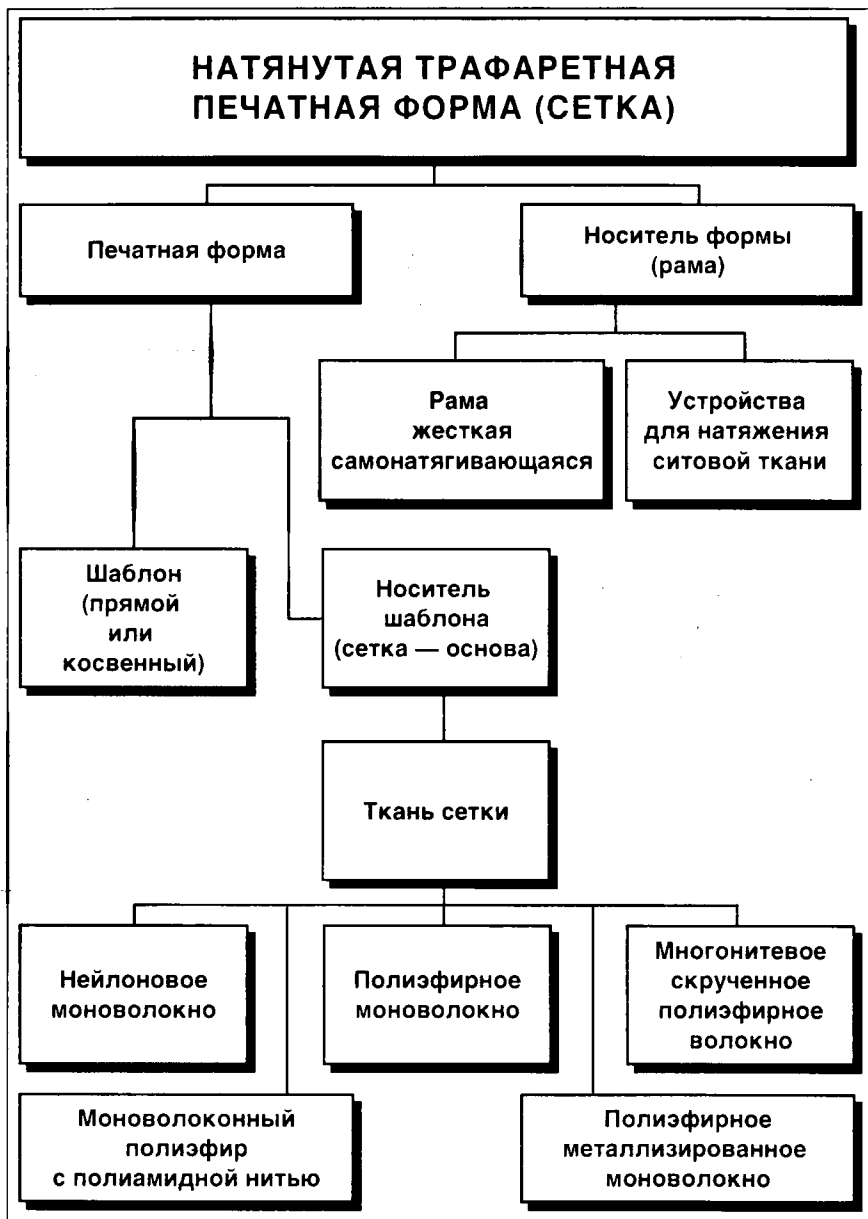 НАТЯНУТАЯ ТРАФАРЕТНАЯ
ПЕЧАТНАЯ ФОРМА (СЕТКА)
Печатная форма
Носитель формы
(рама)
Рама
жесткая
самонатягивающаяся
Устройства
для натяжения
ситовой ткани
Шаблон
(прямой
или
косвенный)
Носитель
шаблона
(сетка — основа)
Ткань сетки
Нейлоновое
моноволокно
Полиэфирное
моноволокно
Многонитевое
скрученное
полиэфирное
волокно
Моноволоконный
полиэфир
с полиамидной нитью
Полиэфирное
металлизированное
моноволокно